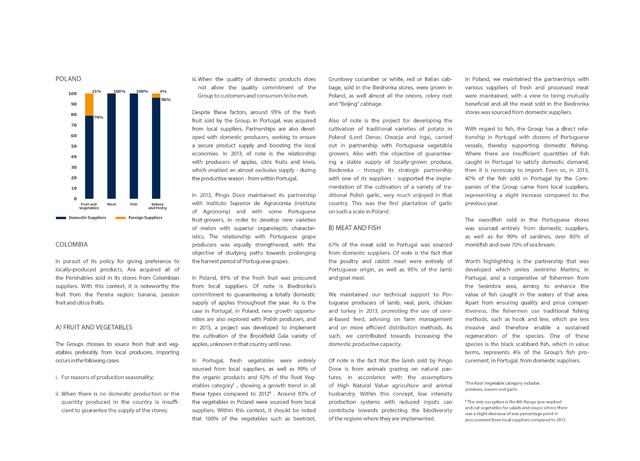 POLAND
100
90
80
70
60
50
40
30
20
10
0
21%
79%
100%
100%
4%
96%
Fruit and
Vegetables
Meat
Fish
Bakery
and Pastry
Domestic Suppliers
Foreign Suppliers
COLOMBIA
In pursuit of its policy for giving preference to
locally-produced products, Ara acquired all of
the Perishables sold in its stores from Colombian
suppliers. With this context, it is noteworthy the
fruit from the Pereira region: banana, passion
fruit and citrus fruits.
A) FRUIT AND VEGETABLES
The Groups chooses to source fresh fruit and veg-
etables preferably from local producers. Importing
occurs in the following cases:
i. For reasons of production seasonality;
ii. When there is no domestic production or the
quantity produced in the country is insuffi-
cient to guarantee the supply of the stores;
iii. When the quality of domestic products does
not allow the quality commitment of the
Group to customers and consumers to be met.
Despite these factors, around 95% of the fresh
fruit sold by the Group, in Portugal, was acquired
from local suppliers. Partnerships are also devel-
oped with domestic producers, seeking to ensure
a secure product supply and boosting the local
economies. In 2013, of note is the relationship
with producers of apples, citric fruits and kiwis,
which enabled an almost exclusive supply - during
the productive season - from within Portugal.
In 2013, Pingo Doce maintained its partnership
with Instituto Superior de Agronomia (Institute
of Agronomy) and with some Portuguese
fruit-growers, in order to develop new varieties
of melon with superior organoleptic character-
istics. The relationship with Portuguese grape
producers was equally strengthened, with the
objective of studying paths towards prolonging
the harvest period of Portuguese grapes.
In Poland, 81% of the fresh fruit was procured
from local suppliers. Of note is Biedronka's
commitment to guaranteeing a totally domestic
supply of apples throughout the year. As is the
case in Portugal, in Poland, new growth opportu-
nities are also explored with Polish producers, and
in 2013, a project was developed to implement
the cultivation of the Brookfield Gala variety of
apples, unknown in that country until now.
In Portugal, fresh vegetables were entirely
sourced from local suppliers, as well as 99% of
the organic products and 92% of the Root Veg-
etables category , showing a growth trend in all
these types compared to 2012 . Around 83% of
the vegetables in Poland were sourced from local
suppliers. Within this context, it should be noted
that 100% of the vegetables such as beetroot,
Gruntowy cucumber or white, red or Italian cab-
bage, sold in the Biedronka stores, were grown in
Poland, as well almost all the onions, celery root
and "Beijing" cabbage.
Also of note is the project for developing the
cultivation of traditional varieties of potato in
Poland (Lord Denar, Owacja and Irga), carried
out in partnership with Portuguese vegetable
growers. Also with the objective of guarantee-
ing a stable supply of locally-grown produce,
Biedronka - through its strategic partnership
with one of its suppliers - supported the imple-
mentation of the cultivation of a variety of tra-
ditional Polish garlic, very much enjoyed in that
country. This was the first plantation of garlic
on such a scale in Poland.
B) MEAT AND FISH
67% of the meat sold in Portugal was sourced
from domestic suppliers. Of note is the fact that
the poultry and rabbit meat were entirely of
Portuguese origin, as well as 95% of the lamb
and goat meat.
We maintained our technical support to Por-
tuguese producers of lamb, veal, pork, chicken
and turkey in 2013, promoting the use of cere-
al-based feed, advising on farm management
and on more efficient distribution methods. As
such, we contributed towards increasing the
domestic productive capacity.
Of note is the fact that the lamb sold by Pingo
Doce is from animals grazing on natural pas-
tures, in accordance with the assumptions
of High Natural Value agriculture and animal
husbandry. Within this concept, low intensity
production systems with reduced inputs can
contribute towards protecting the biodiversity
of the regions where they are implemented.
In Poland, we maintained the partnerships with
various suppliers of fresh and processed meat
were maintained, with a view to being mutually
beneficial and all the meat sold in the Biedronka
stores was sourced from domestic suppliers.
With regard to fish, the Group has a direct rela-
tionship in Portugal with dozens of Portuguese
vessels, thereby supporting domestic fishing.
Where there are insufficient quantities of fish
caught in Portugal to satisfy domestic demand,
then it is necessary to import. Even so, in 2013,
47% of the fish sold in Portugal by the Com-
panies of the Group came from local suppliers,
representing a slight increase compared to the
previous year.
The swordfish sold in the Portuguese stores
was sourced entirely from domestic suppliers,
as well as for 99% of sardines, over 80% of
monkfish and over 70% of sea bream.
Worth highlighting is the partnership that was
developed which unites Jerónimo Martins, in
Portugal, and a cooperative of fishermen from
the Sesimbra area, aiming to enhance the
value of fish caught in the waters of that area.
Apart from ensuring quality and price compet-
itiveness, the fishermen use traditional fishing
methods, such as hook and line, which are less
invasive and therefore enable a sustained
regeneration of the species. One of these
species is the black scabbard fish, which in value
terms, represents 4% of the Group's fish pro-
curement, in Portugal, from domestic suppliers.
The Root Vegetable category includes
potatoes, onions and garlic.
The only exception is the 4th Range (pre-washed
and cut vegetables for salads and soups) where there
was a slight decrease of one percentage point in
procurement from local suppliers compared to 2012.